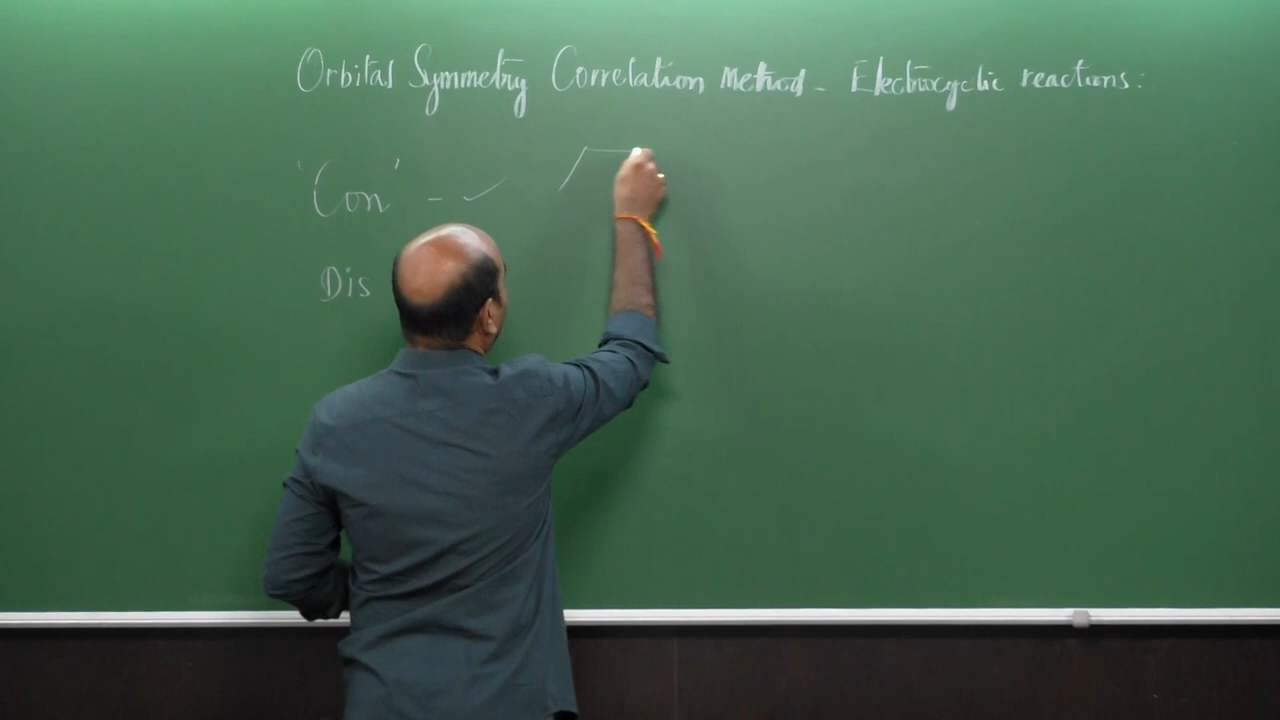 Orbital Symmetry Correlation Method - Electrocyclic reactions:
'Con' - ✓
Dis